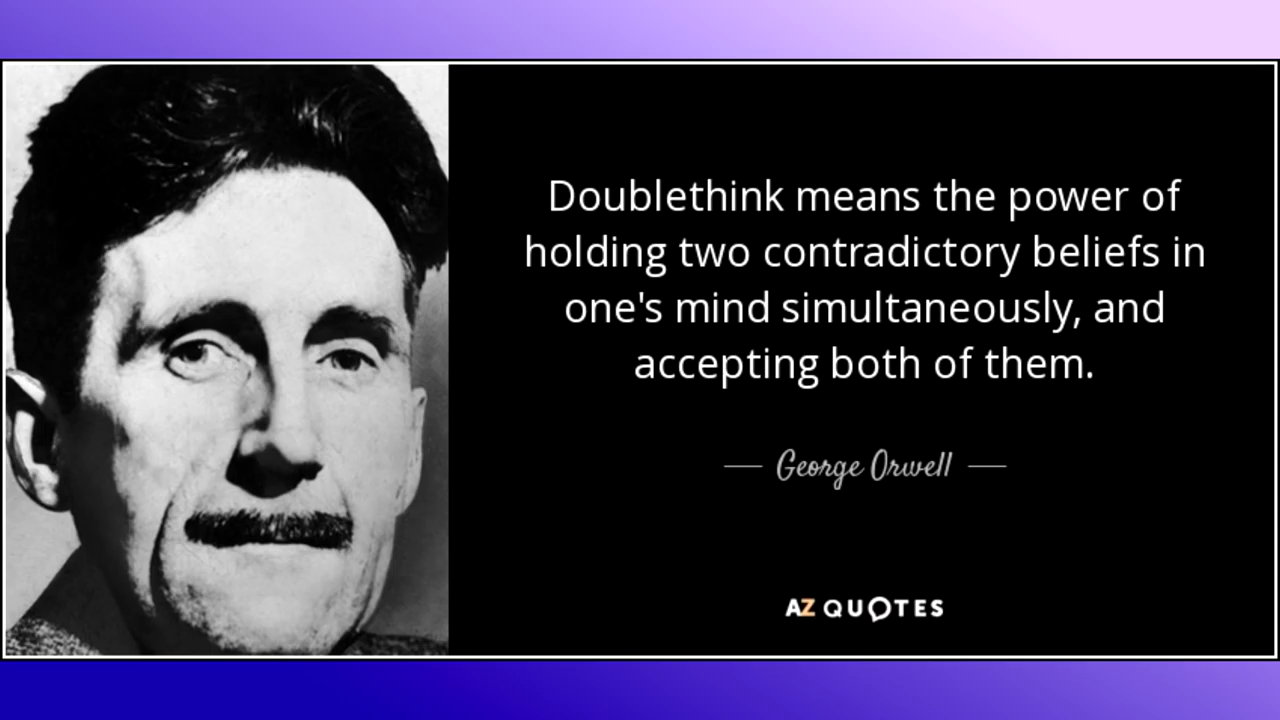 Doublethink means the power of
holding two contradictory beliefs in
one's mind simultaneously, and
accepting both of them.
George Orwell
AZ QUOTES